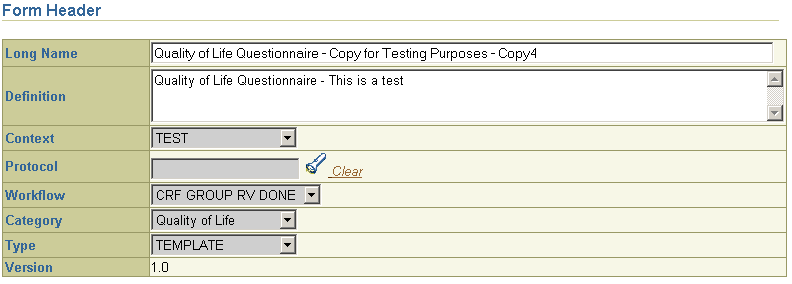 Form Header
Long Name Quality of Life Questionnaire - Copy for Testing Purposes - Copy4
Definition Quality of Life Questionnaire - This is a test
Context TEST
Protocol Clear
Workflow CRF GROUP RV DONE
Category Quality of Life
Type TEMPLATE
Version 1.0